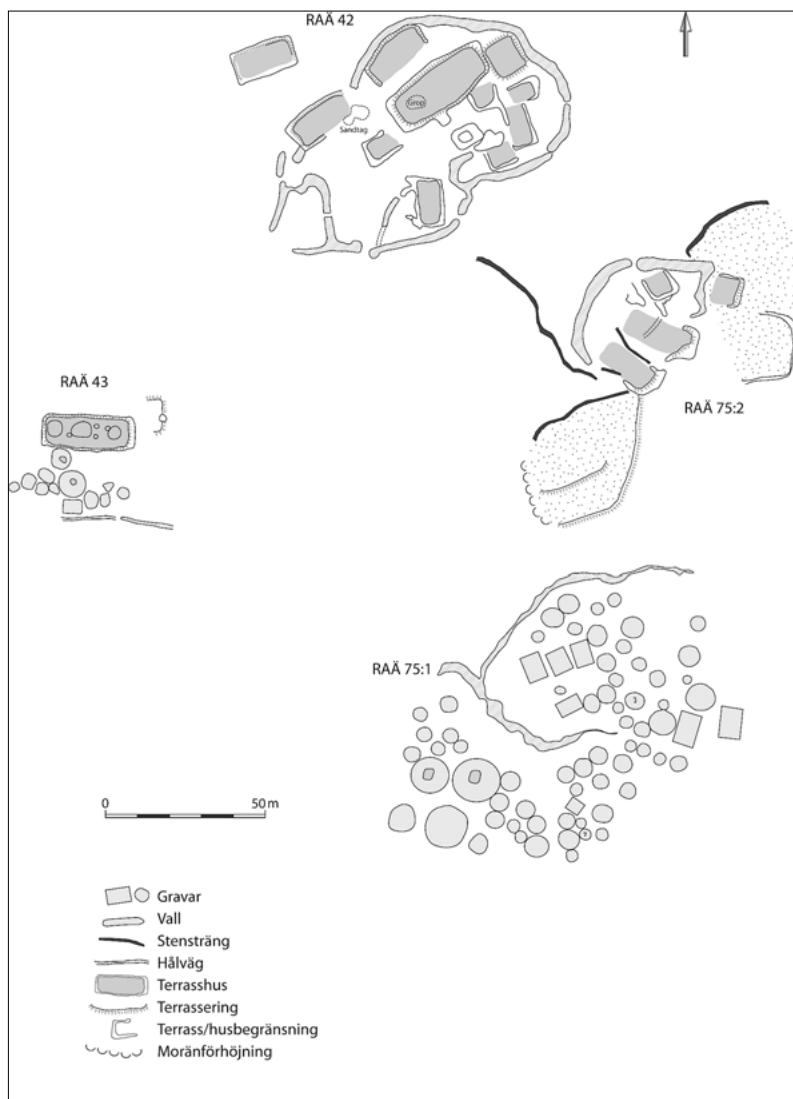 RAÄ 42
Grop
Sandtag
RAÄ 43
RAÄ 75:2
RAÄ 75:1
0 50 m
Gravar
Vall
Stensträng
Hålväg
Terrasshus
Terrassering
Terrass/husbegränsning
Moränförhöjning